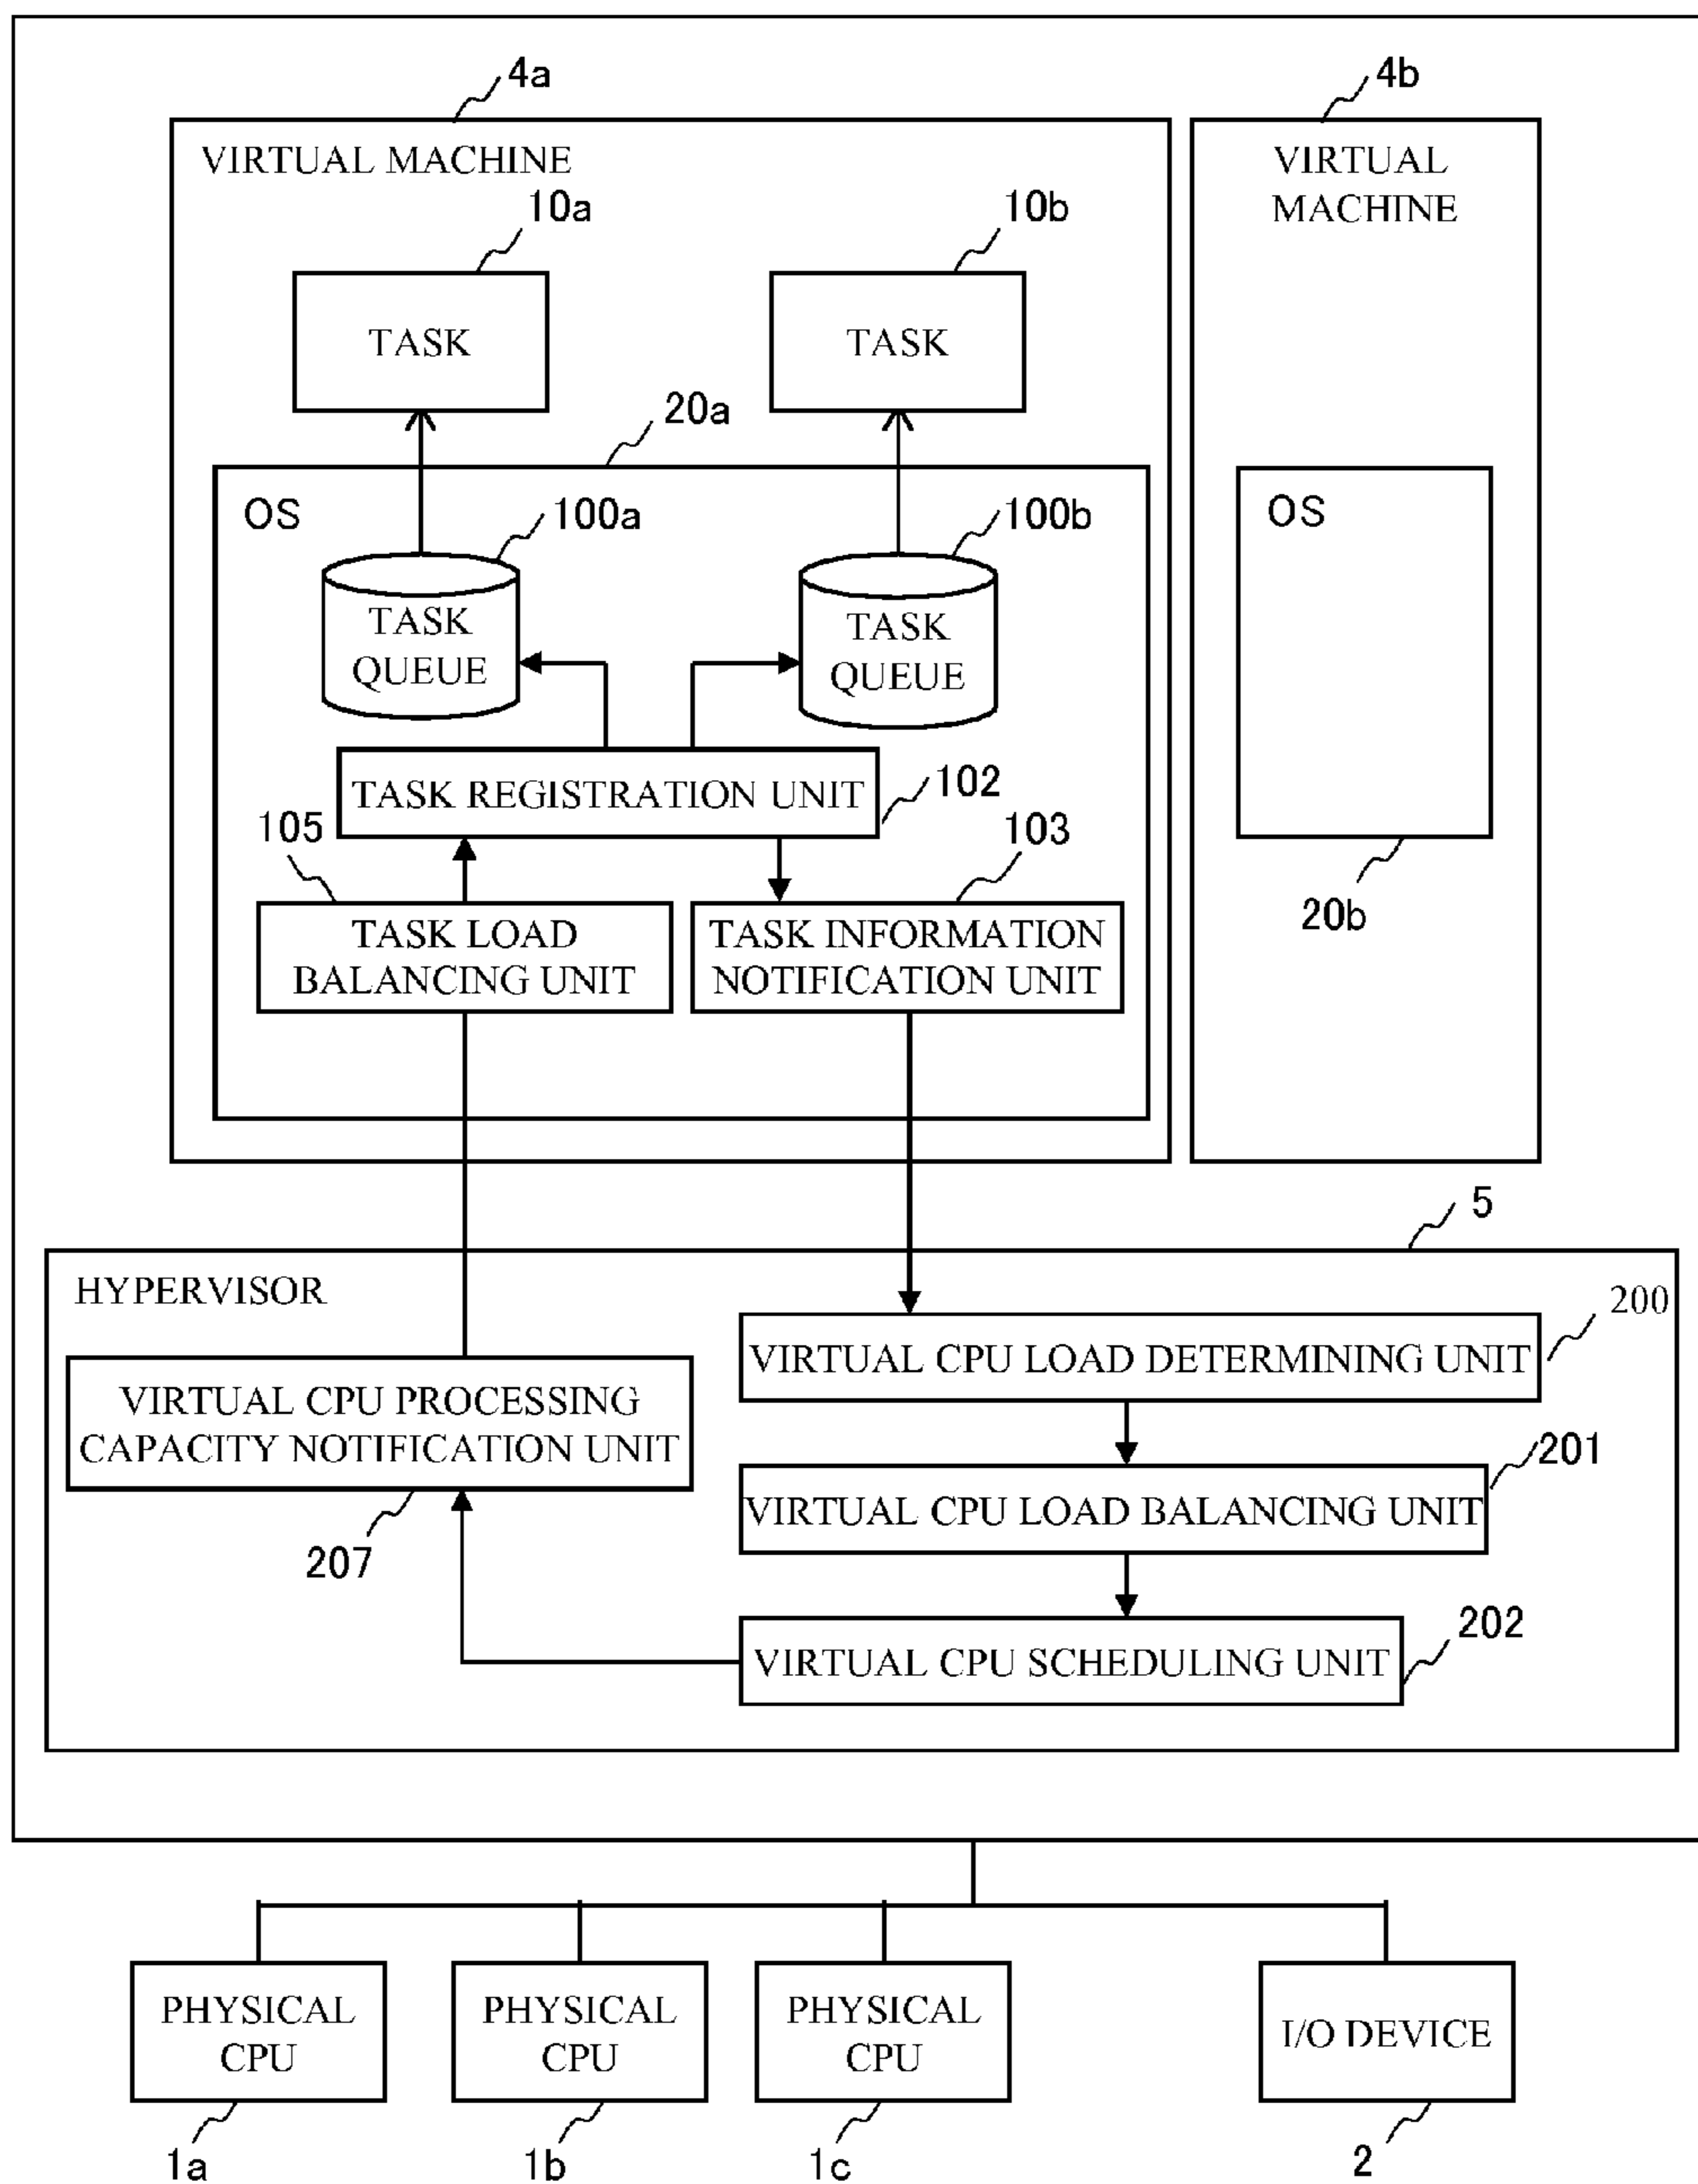 4a
4b
VIRTUAL MACHINE
VIRTUAL
MACHINE
10a
10b
TASK
TASK
20a
OS
100a
100b
OS
TASK
QUEUE
TASK
QUEUE
TASK REGISTRATION UNIT
102
105
103
TASK LOAD
BALANCING UNIT
TASK INFORMATION
NOTIFICATION UNIT
20b
5
HYPERVISOR
200
VIRTUAL CPU LOAD DETERMINING UNIT
VIRTUAL CPU PROCESSING
CAPACITY NOTIFICATION UNIT
201
VIRTUAL CPU LOAD BALANCING UNIT
207
202
VIRTUAL CPU SCHEDULING UNIT
PHYSICAL
CPU
PHYSICAL
CPU
PHYSICAL
CPU
I/O DEVICE
1a
1b
1c
2